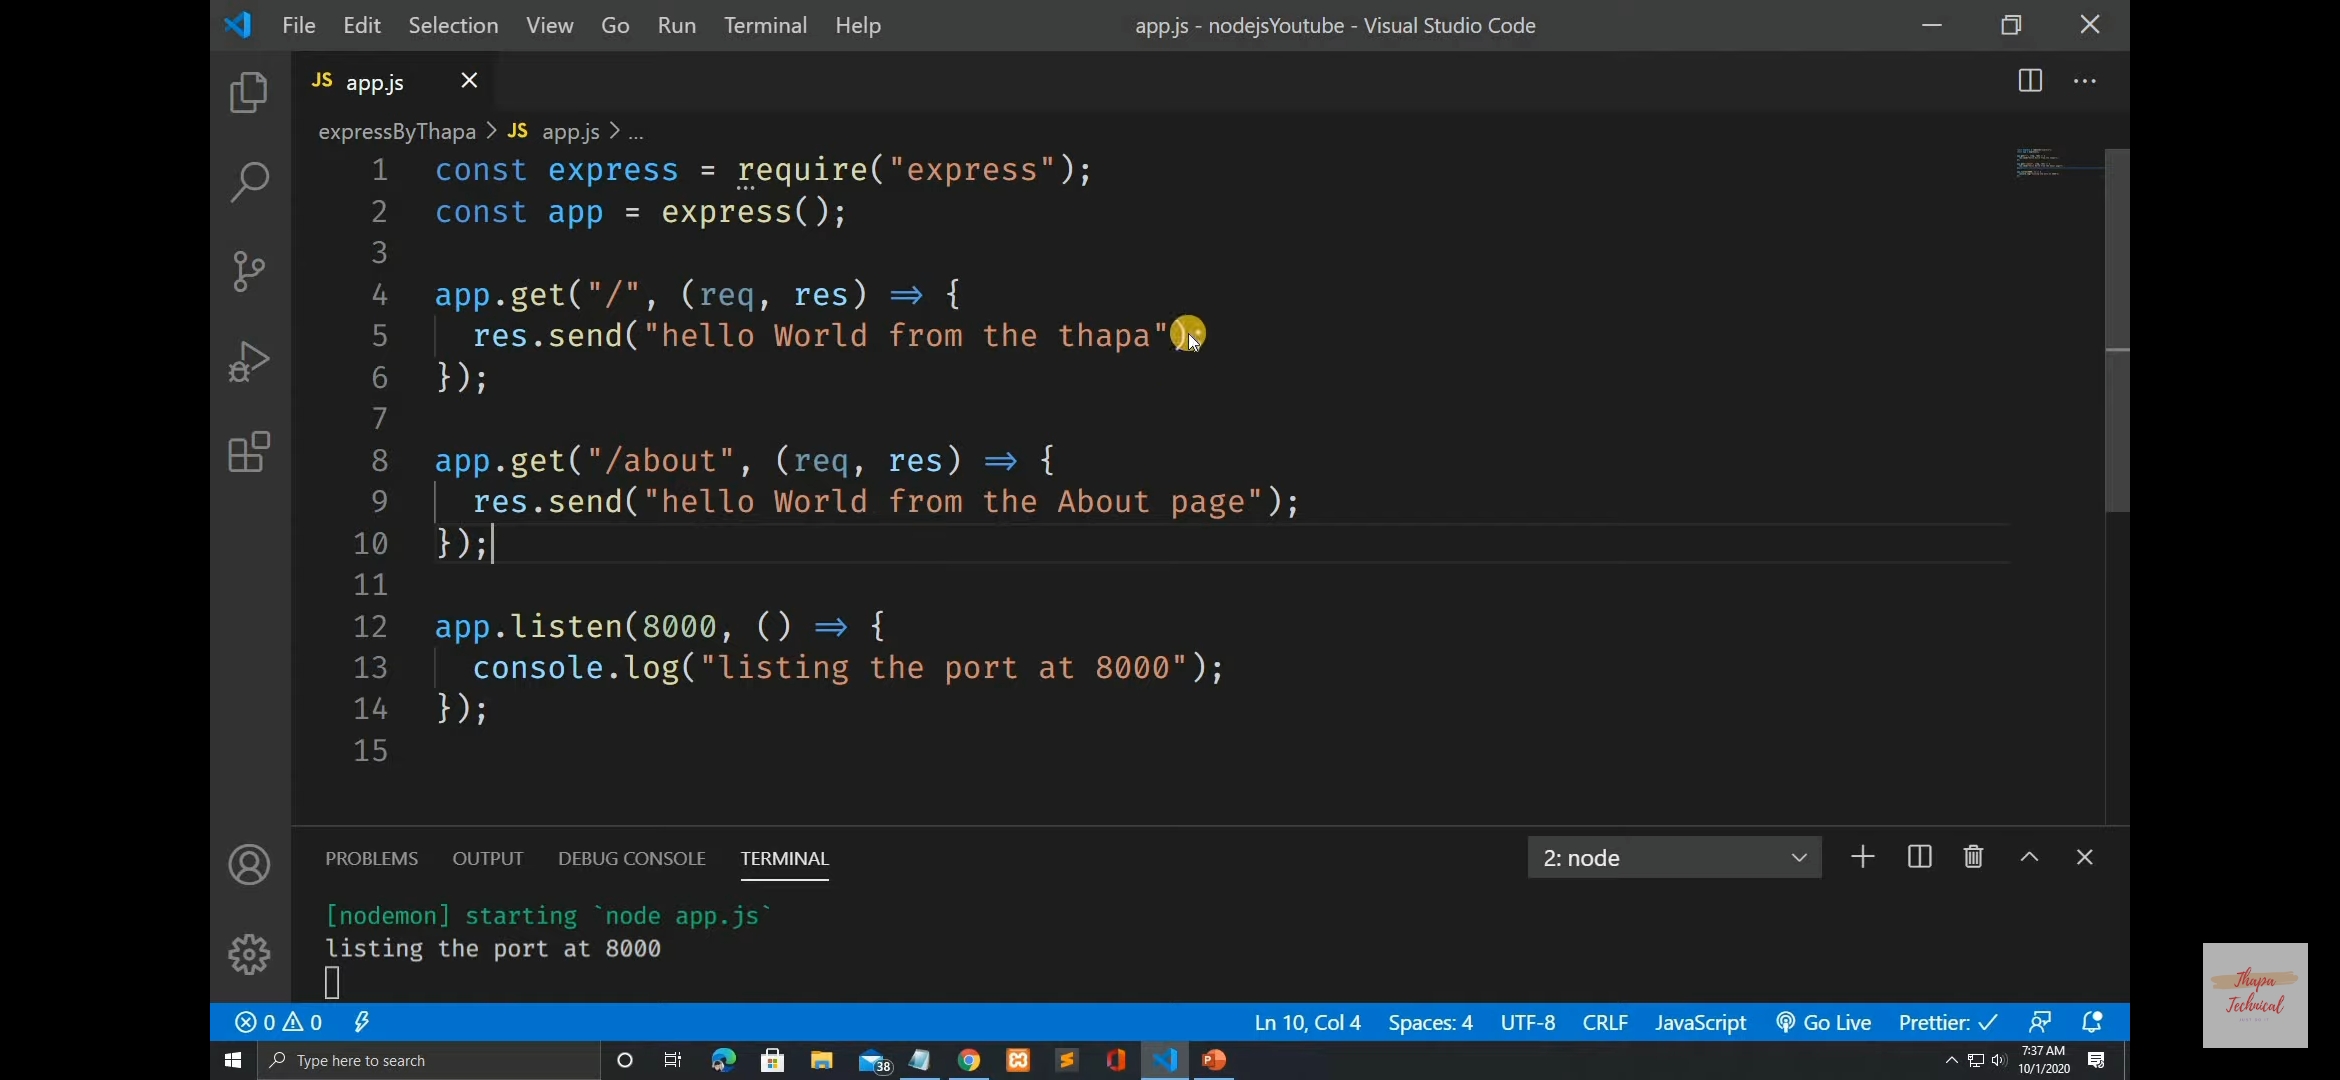 File Edit Selection View Go Run Terminal Help app.js - nodejsYoutube - Visual Studio Code
JS app.js
expressByThapa > JS app.js > ...
1 const express = require("express");
2 const app = express();
3
4 app.get("/", (req, res) => {
5 res.send("hello World from the thapa");
6 });
7
8 app.get("/about", (req, res) => {
9 res.send("hello World from the About page");
10 });
11
12 app.listen(8000, () => {
13 console.log("listing the port at 8000");
14 });
15
PROBLEMS OUTPUT DEBUG CONSOLE TERMINAL 2: node
[nodemon] starting `node app.js`
listing the port at 8000
0 0 Ln 10, Col 4 Spaces: 4 UTF-8 CRLF JavaScript Go Live Prettier: ✓
Type here to search 38 7:37 AM
10/1/2020
Thapa
Technical